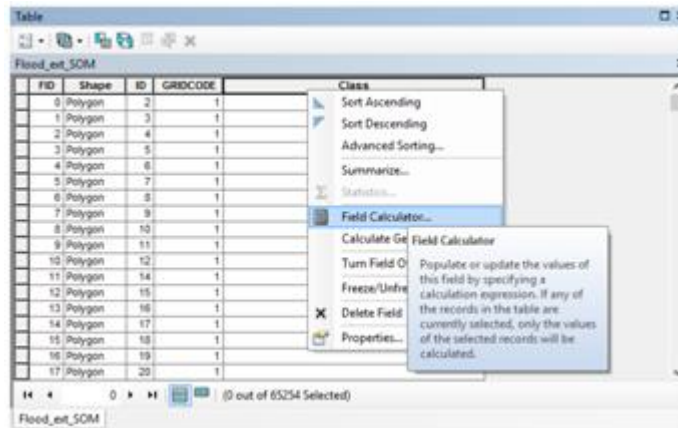 Table
Flood_ext_SOM
FID Shape ID GRIDCODE Class
0 Polygon 2 1
1 Polygon 3 1
2 Polygon 4 1
3 Polygon 5 1
4 Polygon 6 1
5 Polygon 7 1
6 Polygon 8 1
7 Polygon 9 1
8 Polygon 10 1
9 Polygon 11 1
10 Polygon 12 1
11 Polygon 14 1
12 Polygon 15 1
13 Polygon 16 1
14 Polygon 17 1
15 Polygon 18 1
16 Polygon 19 1
17 Polygon 20 1
Sort Ascending
Sort Descending
Advanced Sorting...
Summarize...
Σ Statistics...
Field Calculator...
Calculate Ge
Turn Field O
Freeze/Unfre
Delete Field
Properties...
Field Calculator
Populate or update the values of
this field by specifying a
calculation expression. If any of
the records in the table are
currently selected, only the values
of the selected records will be
calculated.
0 (0 out of 65254 Selected)
Flood_ext_SOM